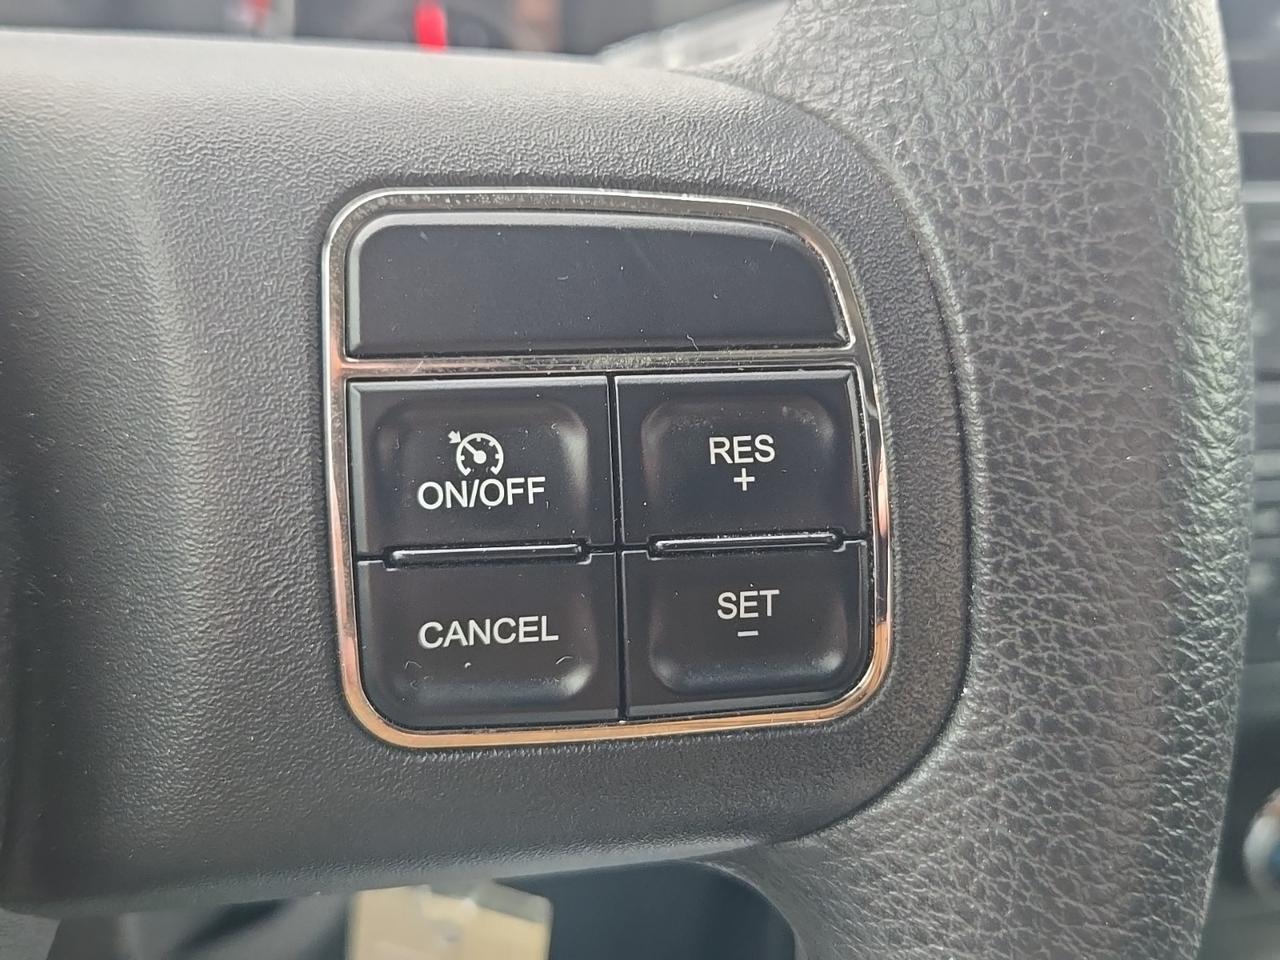 ON/OFF
RES
+
CANCEL
SET
−